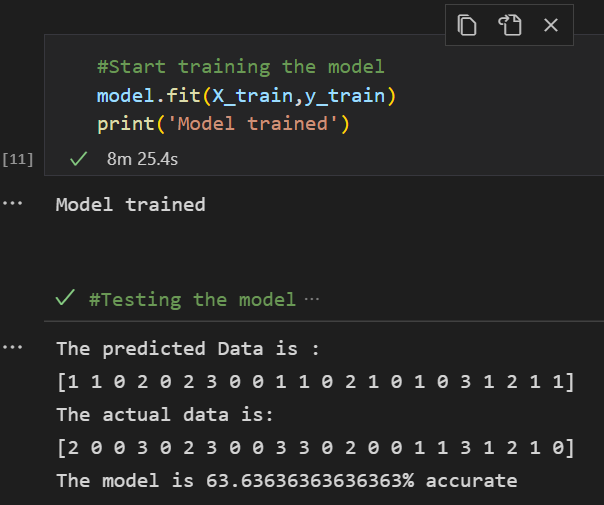 #Start training the model
model.fit(X_train,y_train)
print('Model trained')
[11]
8m 25.4s
Model trained
#Testing the model ···
The predicted Data is :
[1 1 0 2 0 2 3 0 0 1 1 0 2 1 0 1 0 3 1 2 1 1]
The actual data is:
[2 0 0 3 0 2 3 0 0 3 3 0 2 0 0 1 1 3 1 2 1 0]
The model is 63.63636363636363% accurate